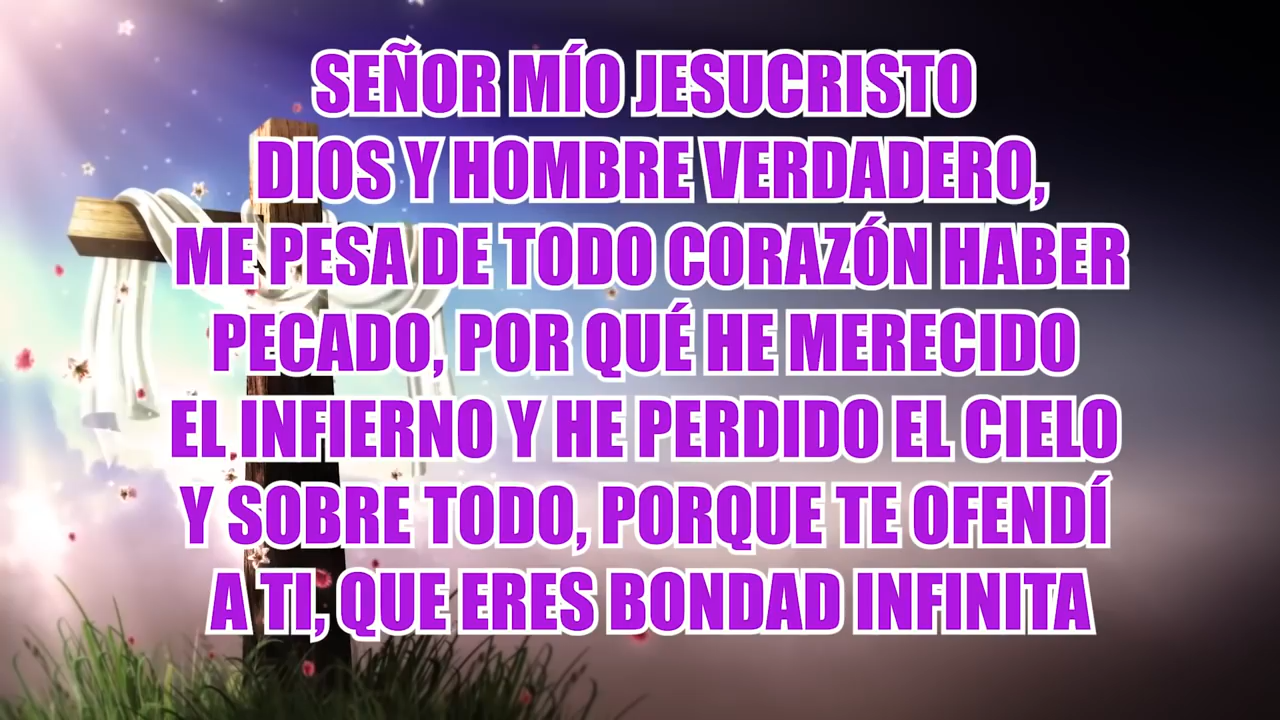 SEÑOR MÍO JESUCRISTO
DIOS Y HOMBRE VERDADERO,
ME PESA DE TODO CORAZÓN HABER
PECADO, POR QUÉ HE MERECIDO
EL INFIERNO Y HE PERDIDO EL CIELO
Y SOBRE TODO, PORQUE TE OFENDÍ
A TI, QUE ERES BONDAD INFINITA